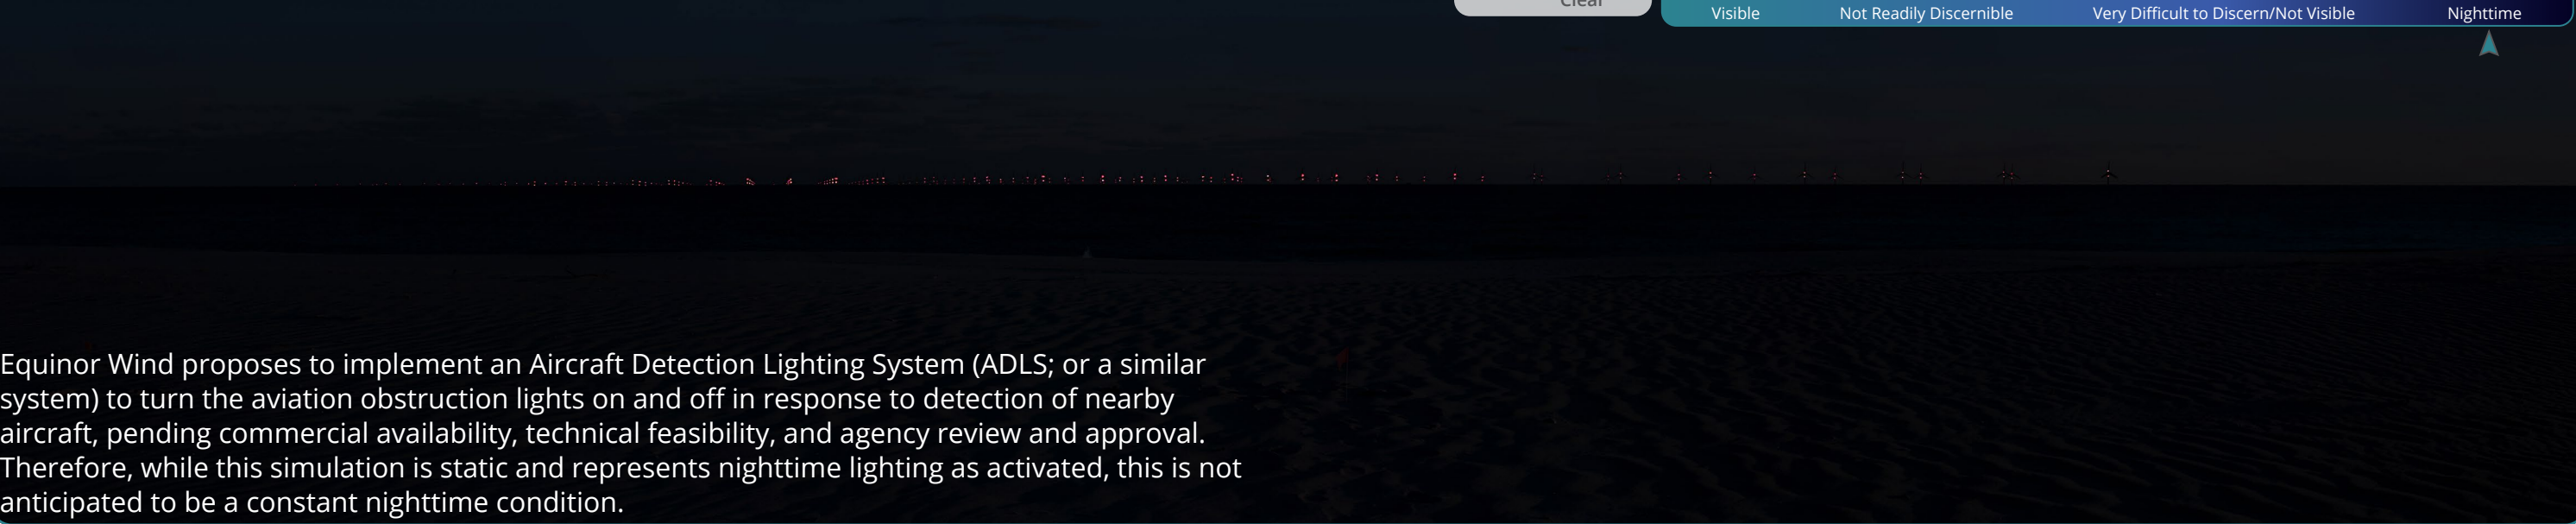 Clear
Visible Not Readily Discernible Very Difficult to Discern/Not Visible Nighttime
Equinor Wind proposes to implement an Aircraft Detection Lighting System (ADLS; or a similar
system) to turn the aviation obstruction lights on and off in response to detection of nearby
aircraft, pending commercial availability, technical feasibility, and agency review and approval.
Therefore, while this simulation is static and represents nighttime lighting as activated, this is not
anticipated to be a constant nighttime condition.